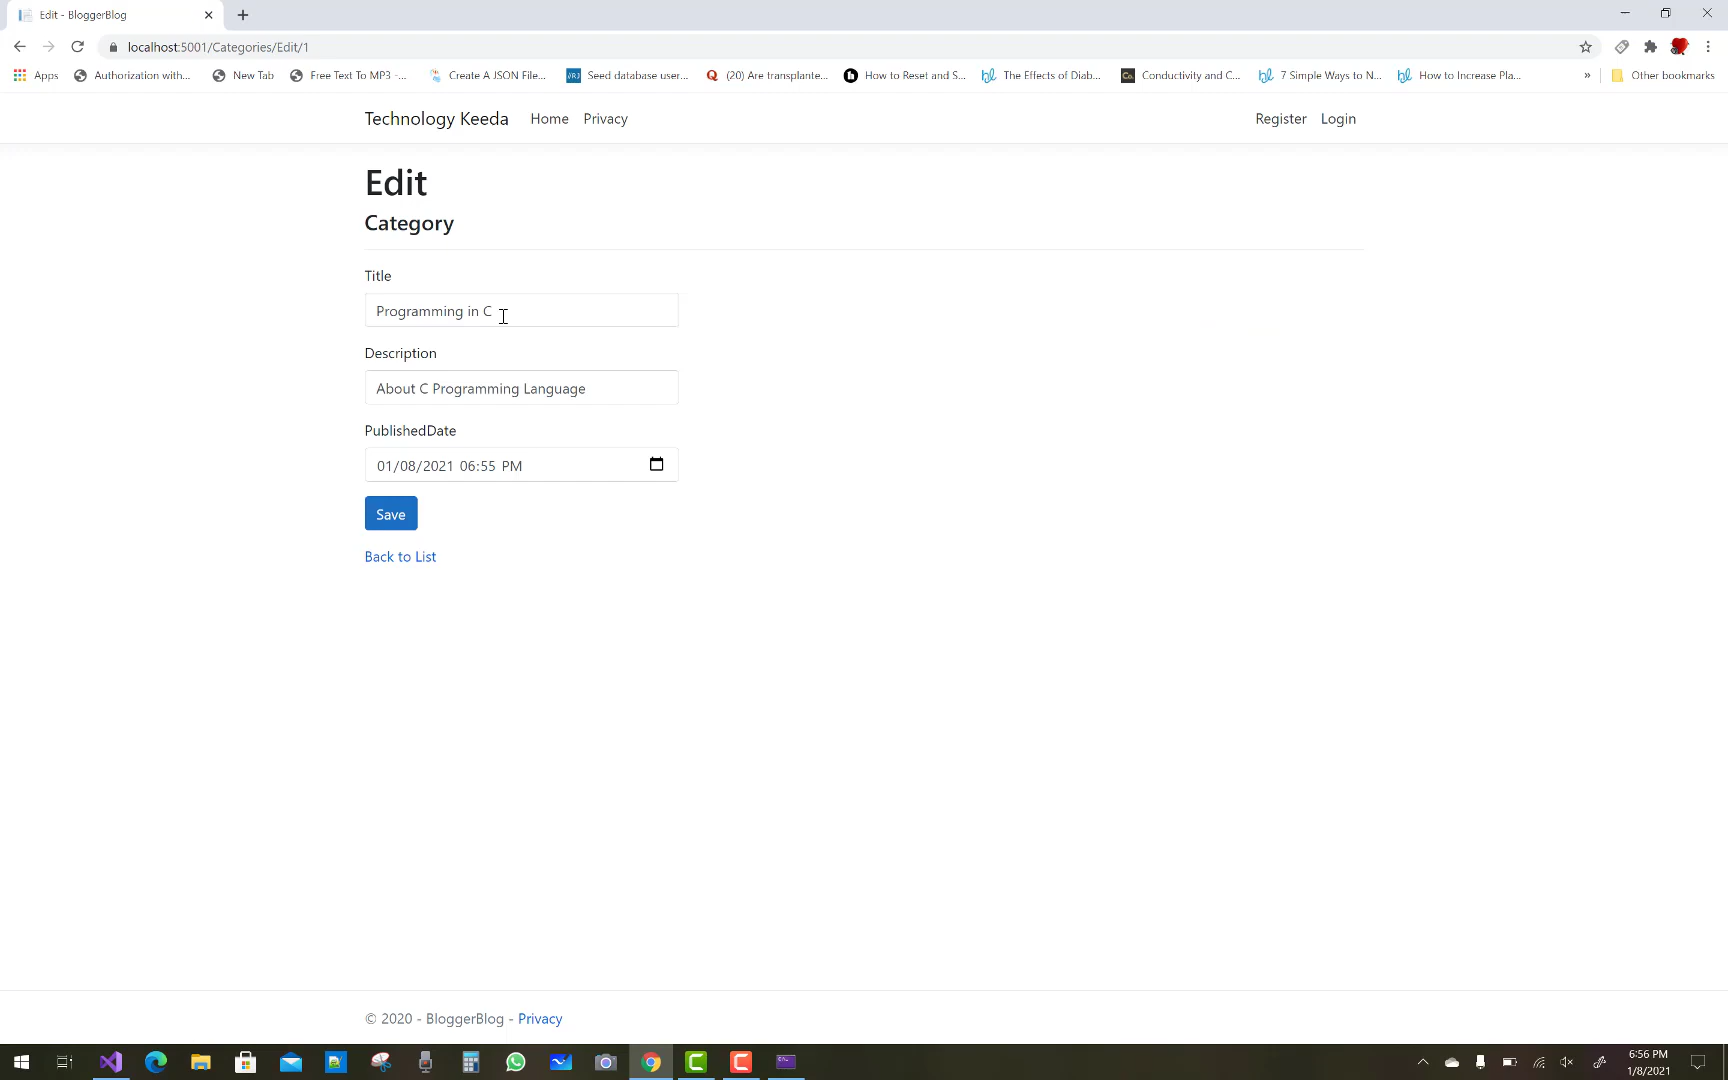 Edit - BloggerBlog
localhost:5001/Categories/Edit/1
Apps Authorization with... New Tab Free Text To MP3 -... Create A JSON File... Seed database user... (20) Are transplante... How to Reset and S... The Effects of Diab... Conductivity and C... 7 Simple Ways to N... How to Increase Pla... » Other bookmarks
Technology Keeda Home Privacy Register Login
Edit
Category
Title
Programming in C
Description
About C Programming Language
PublishedDate
01/08/2021 06:55 PM
Save
Back to List
© 2020 - BloggerBlog - Privacy
6:56 PM
1/8/2021